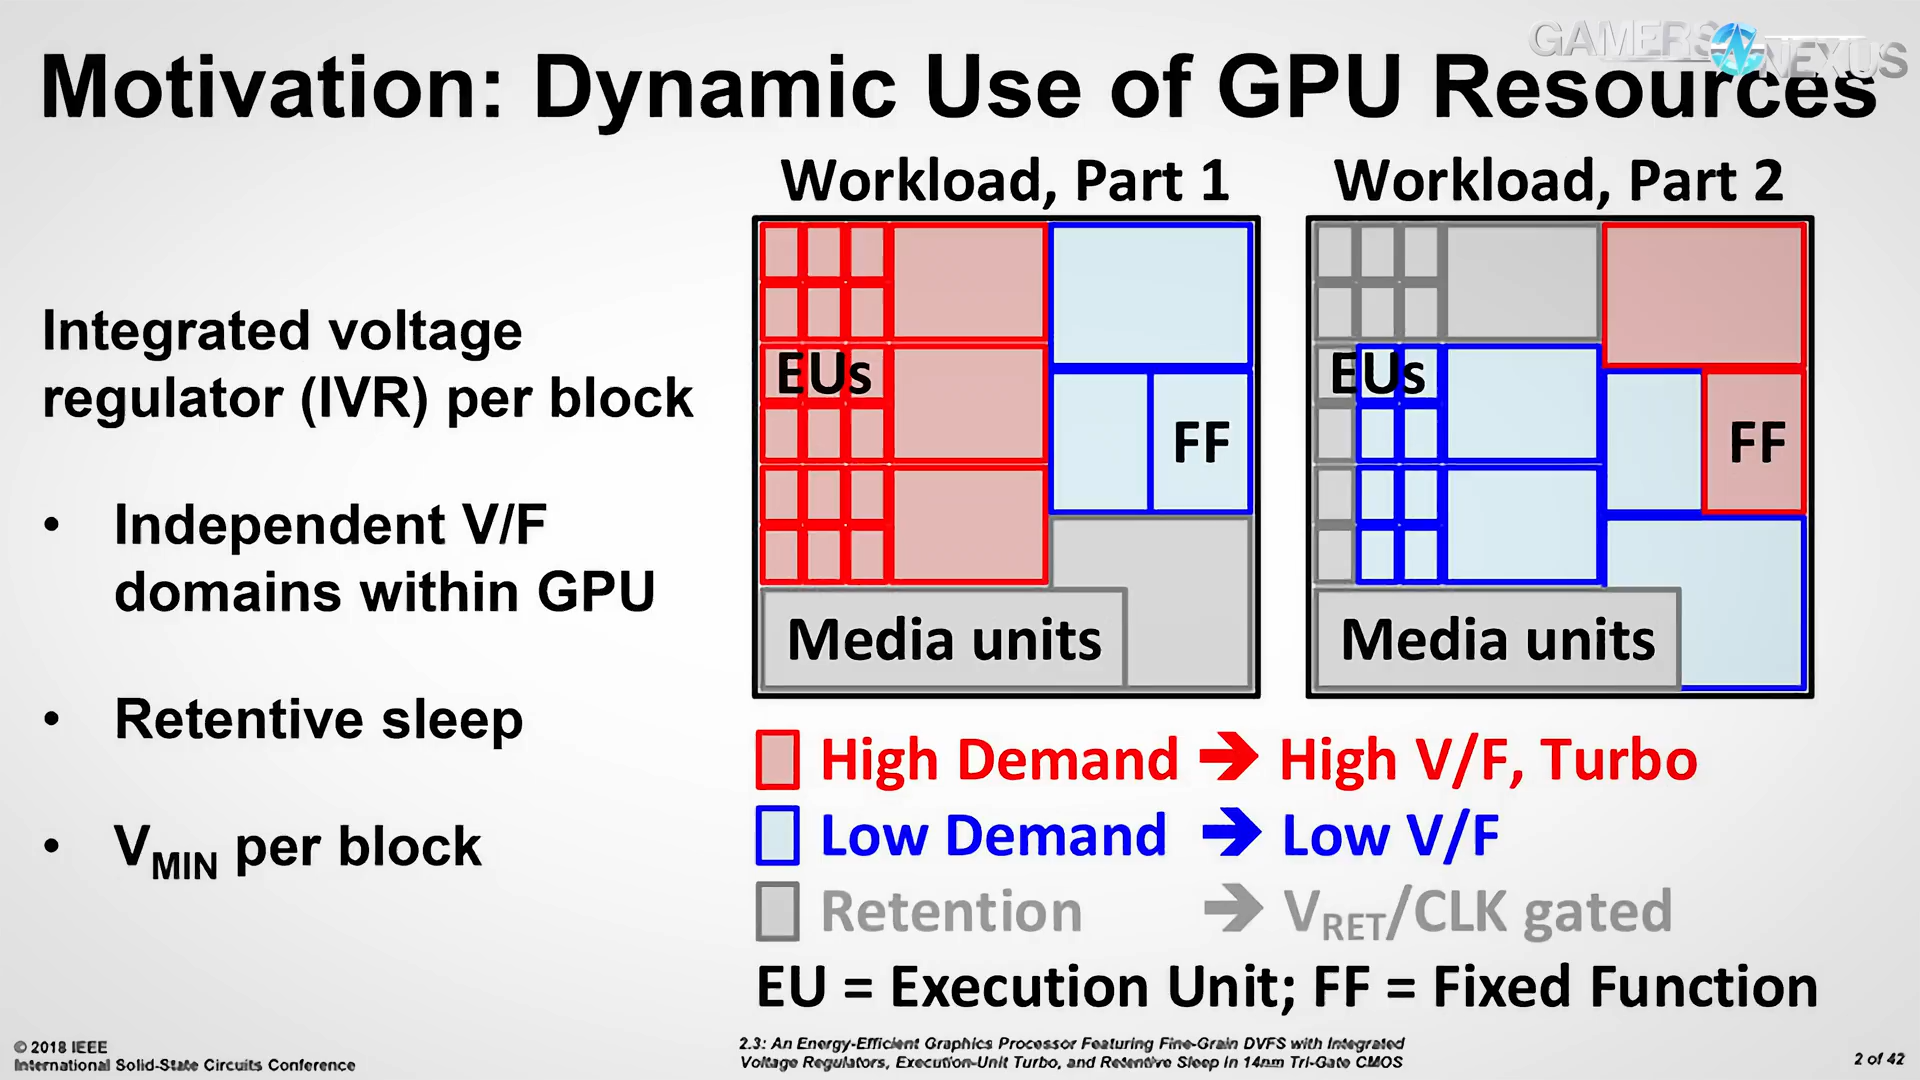 GAMERS NEXUS
Motivation: Dynamic Use of GPU Resources
Integrated voltage
regulator (IVR) per block
• Independent V/F
domains within GPU
• Retentive sleep
• VMIN per block
Workload, Part 1
EUs
FF
Media units
Workload, Part 2
EUs
FF
Media units
High Demand ➔ High V/F, Turbo
Low Demand ➔ Low V/F
Retention ➔ VRET/CLK gated
EU = Execution Unit; FF = Fixed Function
© 2018 IEEE
International Solid-State Circuits Conference
2.3: An Energy-Efficient Graphics Processor Featuring Fine-Grain DVFS with Integrated
Voltage Regulators, Execution-Unit Turbo, and Retentive Sleep in 14nm Tri-Gate CMOS
2 of 42